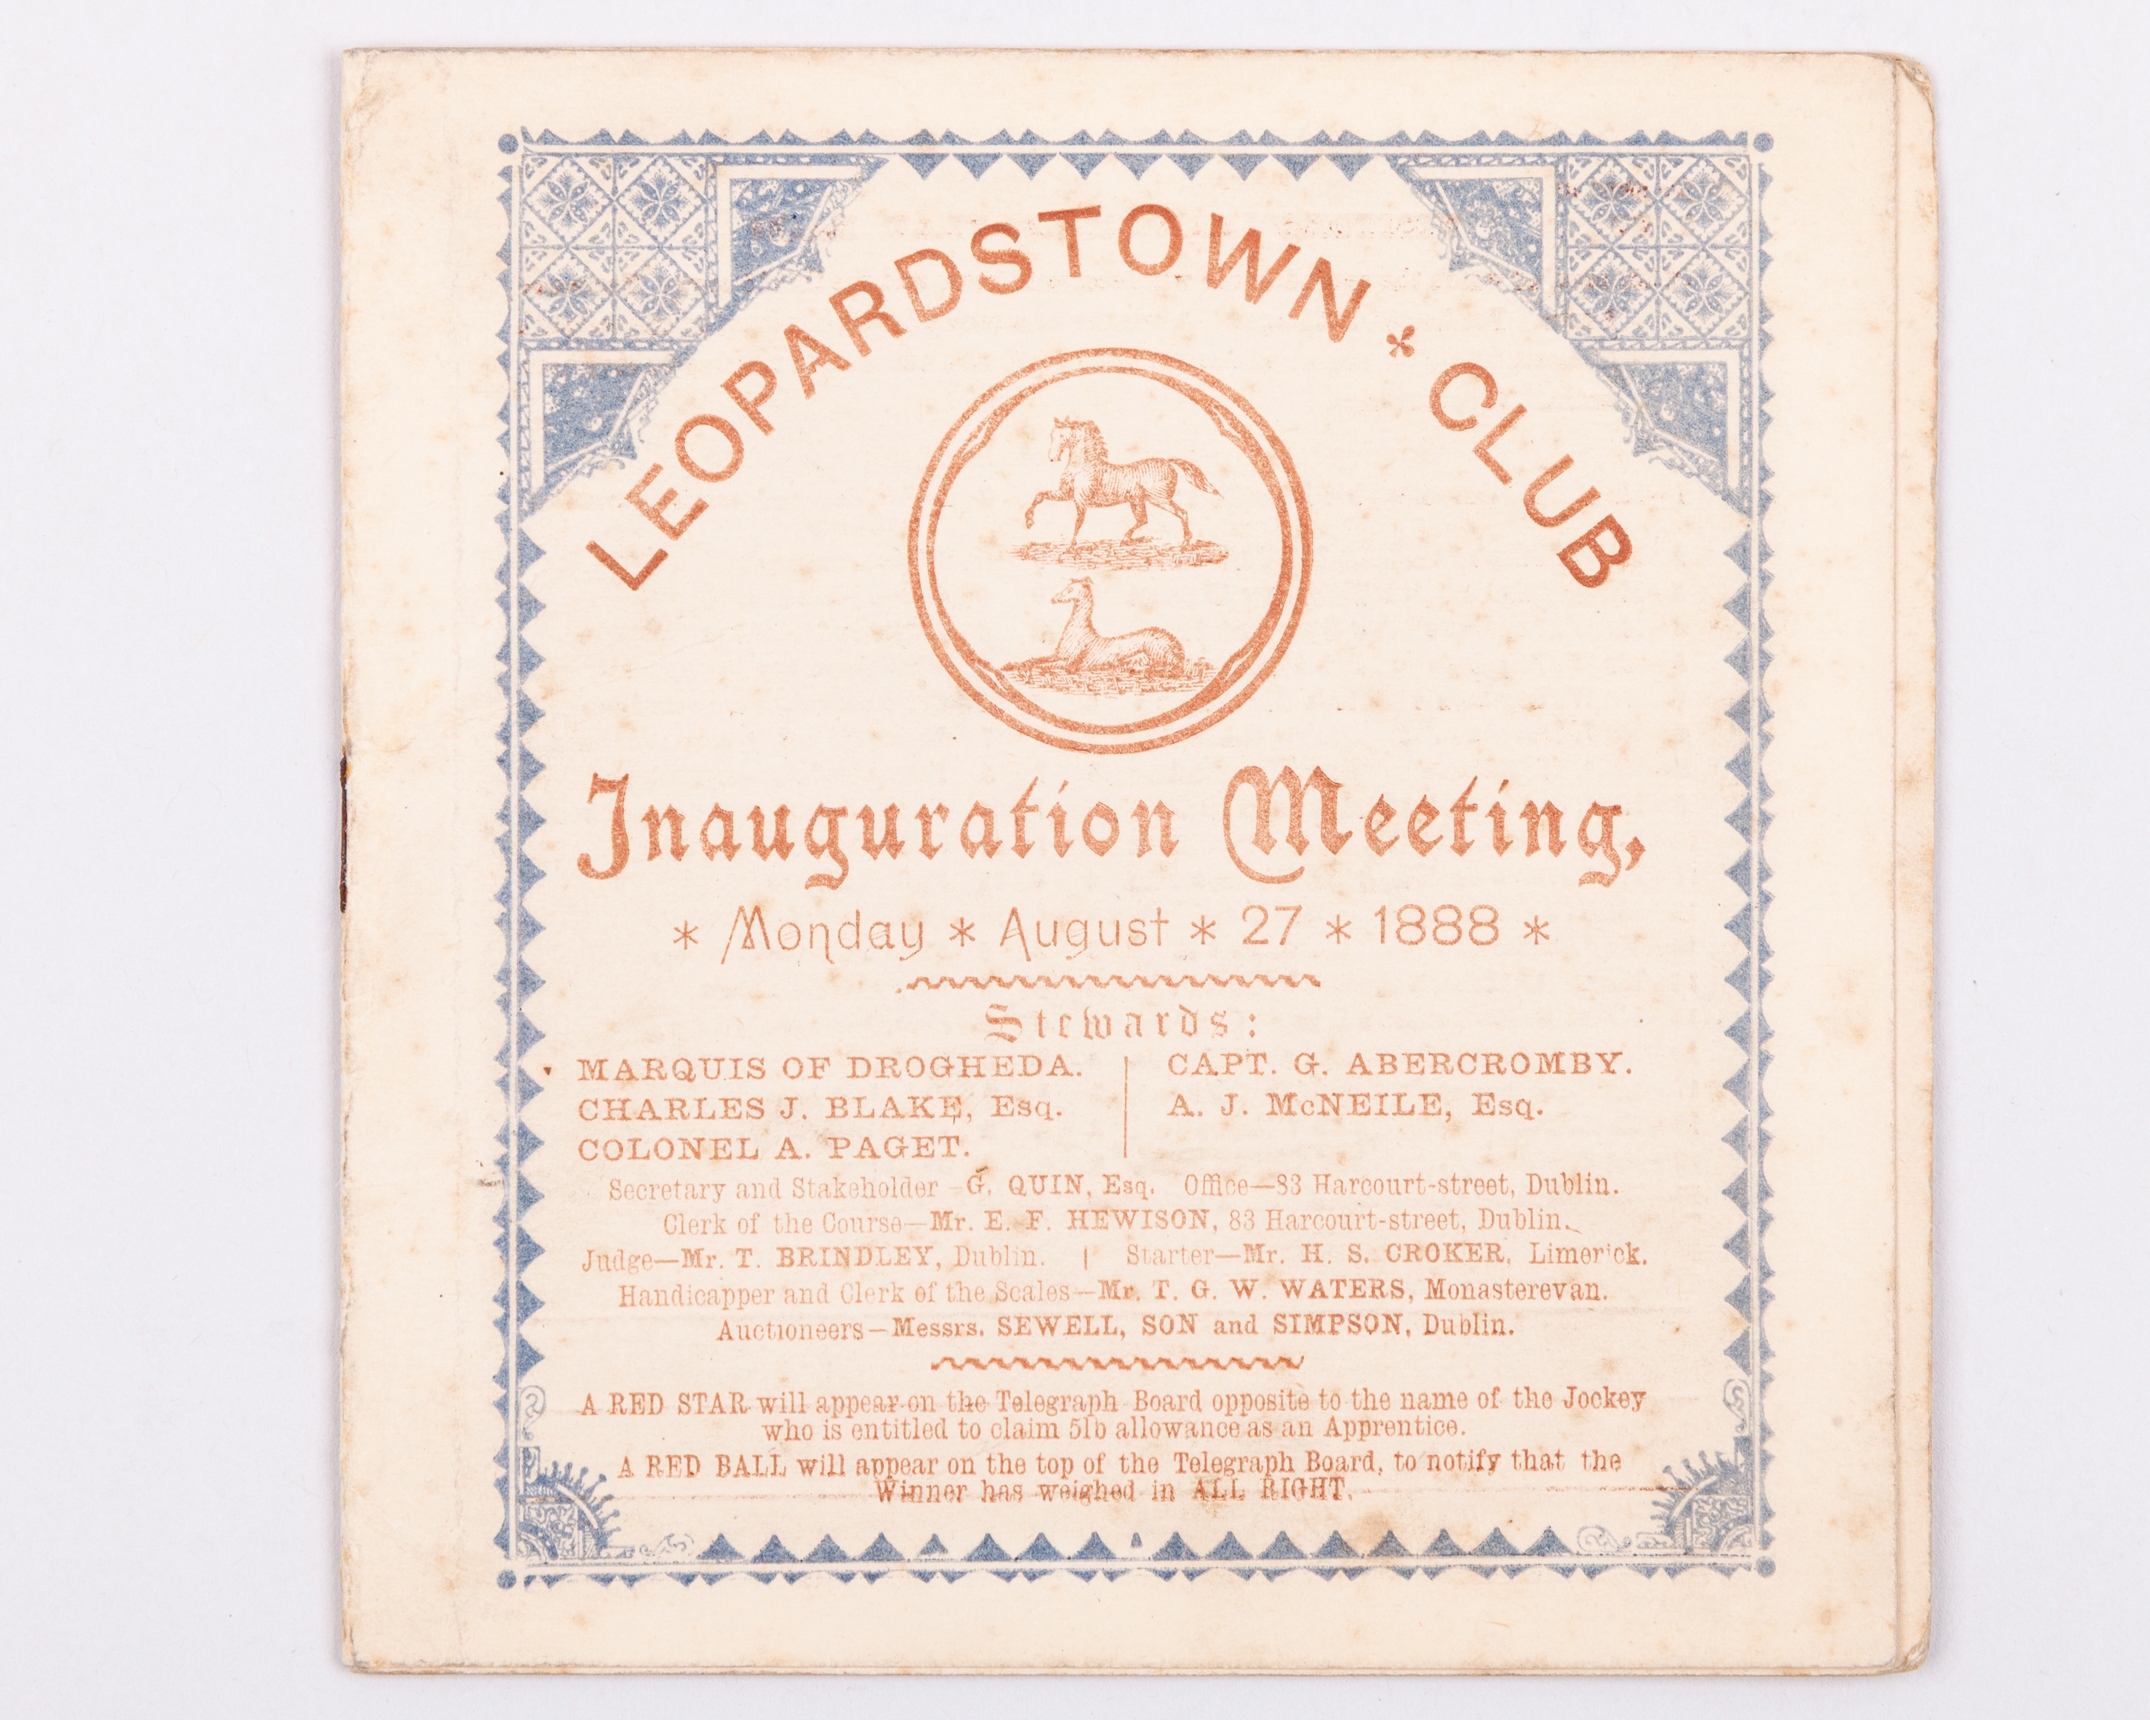 LEOPARDSTOWN CLUB
Inauguration Meeting,
* Monday * August * 27 * 1888 *
Stewards:
MARQUIS OF DROGHEDA.
CHARLES J. BLAKE, Esq.
COLONEL A. PAGET.
CAPT. G. ABERCROMBY.
A. J. McNEILE, Esq.
Secretary and Stakeholder—G. QUIN, Esq. Office—83 Harcourt-street, Dublin.
Clerk of the Course—Mr. E. F. HEWISON, 83 Harcourt-street, Dublin.
Judge—Mr. T. BRINDLEY, Dublin. | Starter—Mr. H. S. CROKER, Limerick.
Handicapper and Clerk of the Scales—Mr. T. G. W. WATERS, Monasterevan.
Auctioneers—Messrs. SEWELL, SON and SIMPSON, Dublin.
A RED STAR will appear on the Telegraph Board opposite to the name of the Jockey
who is entitled to claim 5lb allowance as an Apprentice.
A RED BALL will appear on the top of the Telegraph Board, to notify that the
Winner has weighed in ALL RIGHT.